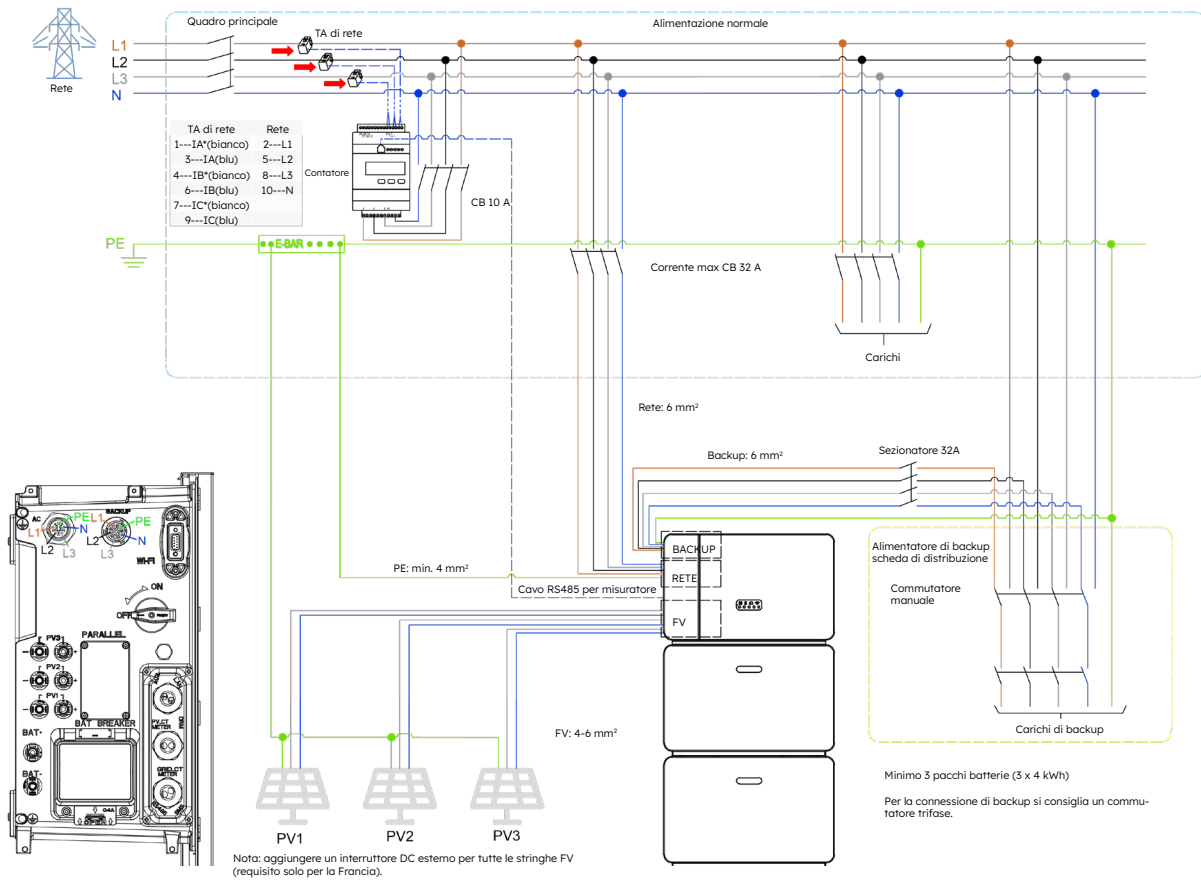 Quadro principale
Alimentazione normale
TA di rete
L1
L2
L3
N
Rete
TA di rete Rete
1---IA*(bianco) 2---L1
3---IA(blu) 5---L2
4---IB*(bianco) 8---L3
6---IB(blu) 10---N
7---IC*(bianco)
9---IC(blu)
Contatore
CB 10 A
PE
E-BAR
Corrente max CB 32 A
Carichi
Rete: 6 mm²
Backup: 6 mm²
Sezionatore 32A
AC
BACKUP
L1
PE
N
L2
L3
L1
PE
N
L2
L3
WI-FI
ON
OFF
PV3
PARALLEL
PV2
PV1
BAT BREAKER
BAT+
BAT-
PV.CT
METER
DRM
GRID.CT
METER
PE: min. 4 mm²
Cavo RS485 per misuratore
BACKUP
RETE
FV
Alimentatore di backup
scheda di distribuzione
Commutatore
manuale
Carichi di backup
FV: 4-6 mm²
PV1
PV2
PV3
Minimo 3 pacchi batterie (3 x 4 kWh)
Per la connessione di backup si consiglia un commu-
tatore trifase.
Nota: aggiungere un interruttore DC esterno per tutte le stringhe FV
(requisito solo per la Francia).